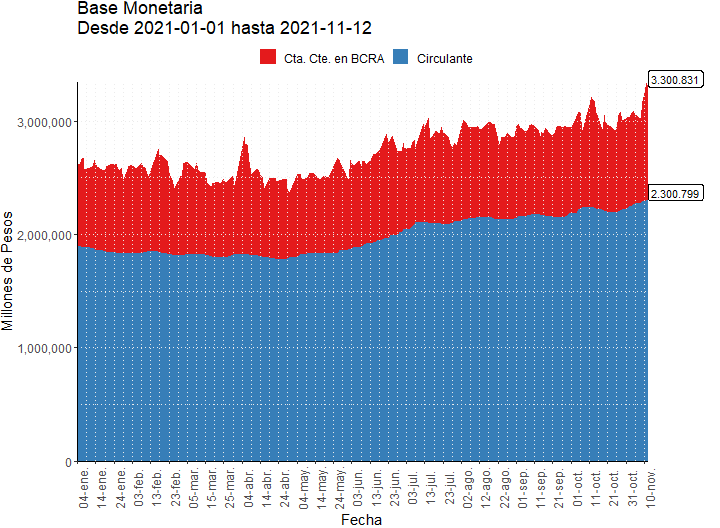 Base Monetaria
Desde 2021-01-01 hasta 2021-11-12
Cta. Cte. en BCRA
Circulante
3.300.831
3,000,000
2.300.799
2,000,000
1,000,000
0
Millones de Pesos
04-ene.
14-ene.
24-ene.
03-feb.
13-feb.
23-feb.
05-mar.
15-mar.
25-mar.
04-abr.
14-abr.
24-abr.
04-may.
14-may.
24-may.
03-jun.
13-jun.
23-jun.
03-jul.
13-jul.
23-jul.
02-ago.
12-ago.
22-ago.
01-sep.
11-sep.
21-sep.
01-oct.
11-oct.
21-oct.
31-oct.
10-nov.
Fecha